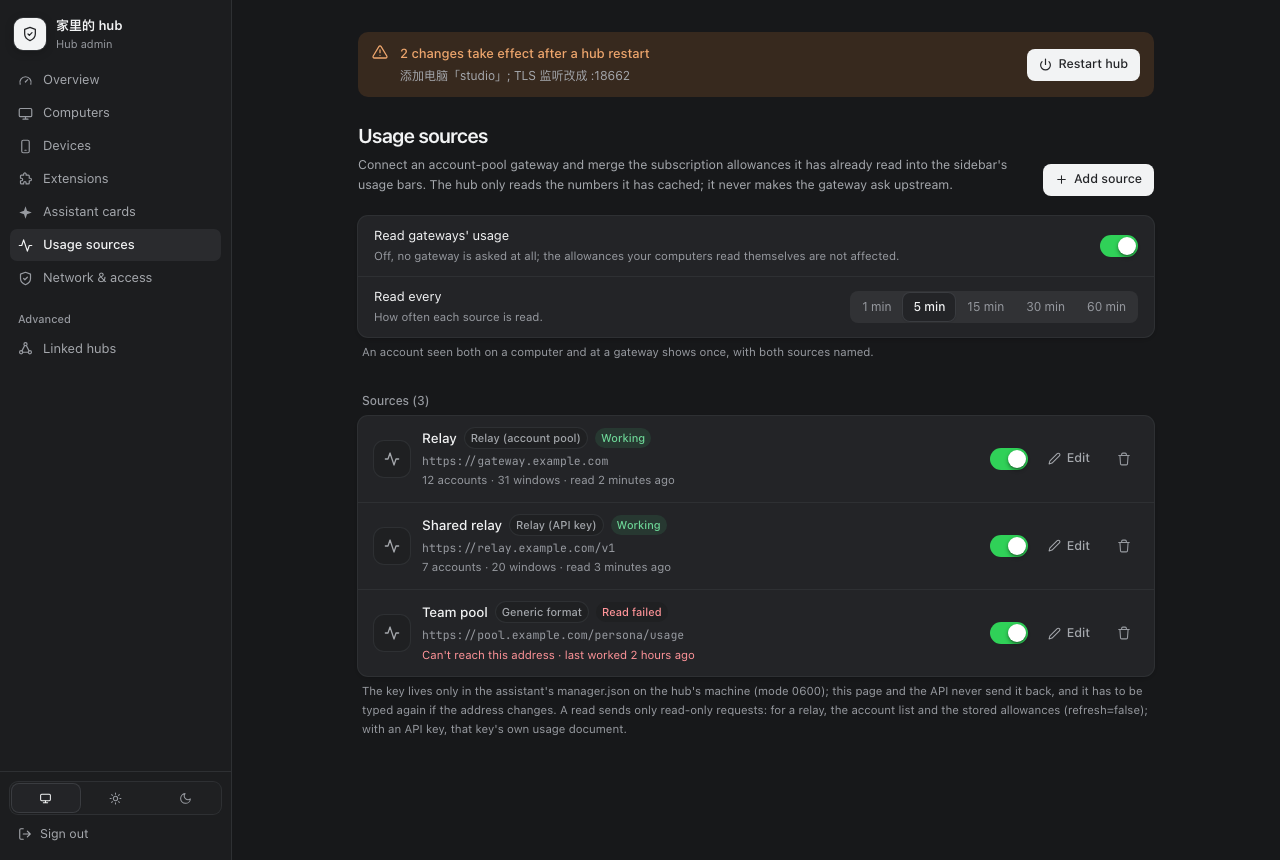 家里的 hub
Hub admin
Overview
Computers
Devices
Extensions
Assistant cards
Usage sources
Network & access
Advanced
Linked hubs
Sign out
2 changes take effect after a hub restart
添加电脑「studio」; TLS 监听改成 :18662
Restart hub
Usage sources
Connect an account-pool gateway and merge the subscription allowances it has already read into the sidebar's
usage bars. The hub only reads the numbers it has cached; it never makes the gateway ask upstream.
Add source
Read gateways' usage
Off, no gateway is asked at all; the allowances your computers read themselves are not affected.
Read every
How often each source is read.
1 min 5 min 15 min 30 min 60 min
An account seen both on a computer and at a gateway shows once, with both sources named.
Sources (3)
Relay Relay (account pool) Working
https://gateway.example.com
12 accounts · 31 windows · read 2 minutes ago
Edit
Shared relay Relay (API key) Working
https://relay.example.com/v1
7 accounts · 20 windows · read 3 minutes ago
Edit
Team pool Generic format Read failed
https://pool.example.com/persona/usage
Can't reach this address · last worked 2 hours ago
Edit
The key lives only in the assistant's manager.json on the hub's machine (mode 0600); this page and the API never send it back, and it has to be
typed again if the address changes. A read sends only read-only requests: for a relay, the account list and the stored allowances (refresh=false);
with an API key, that key's own usage document.